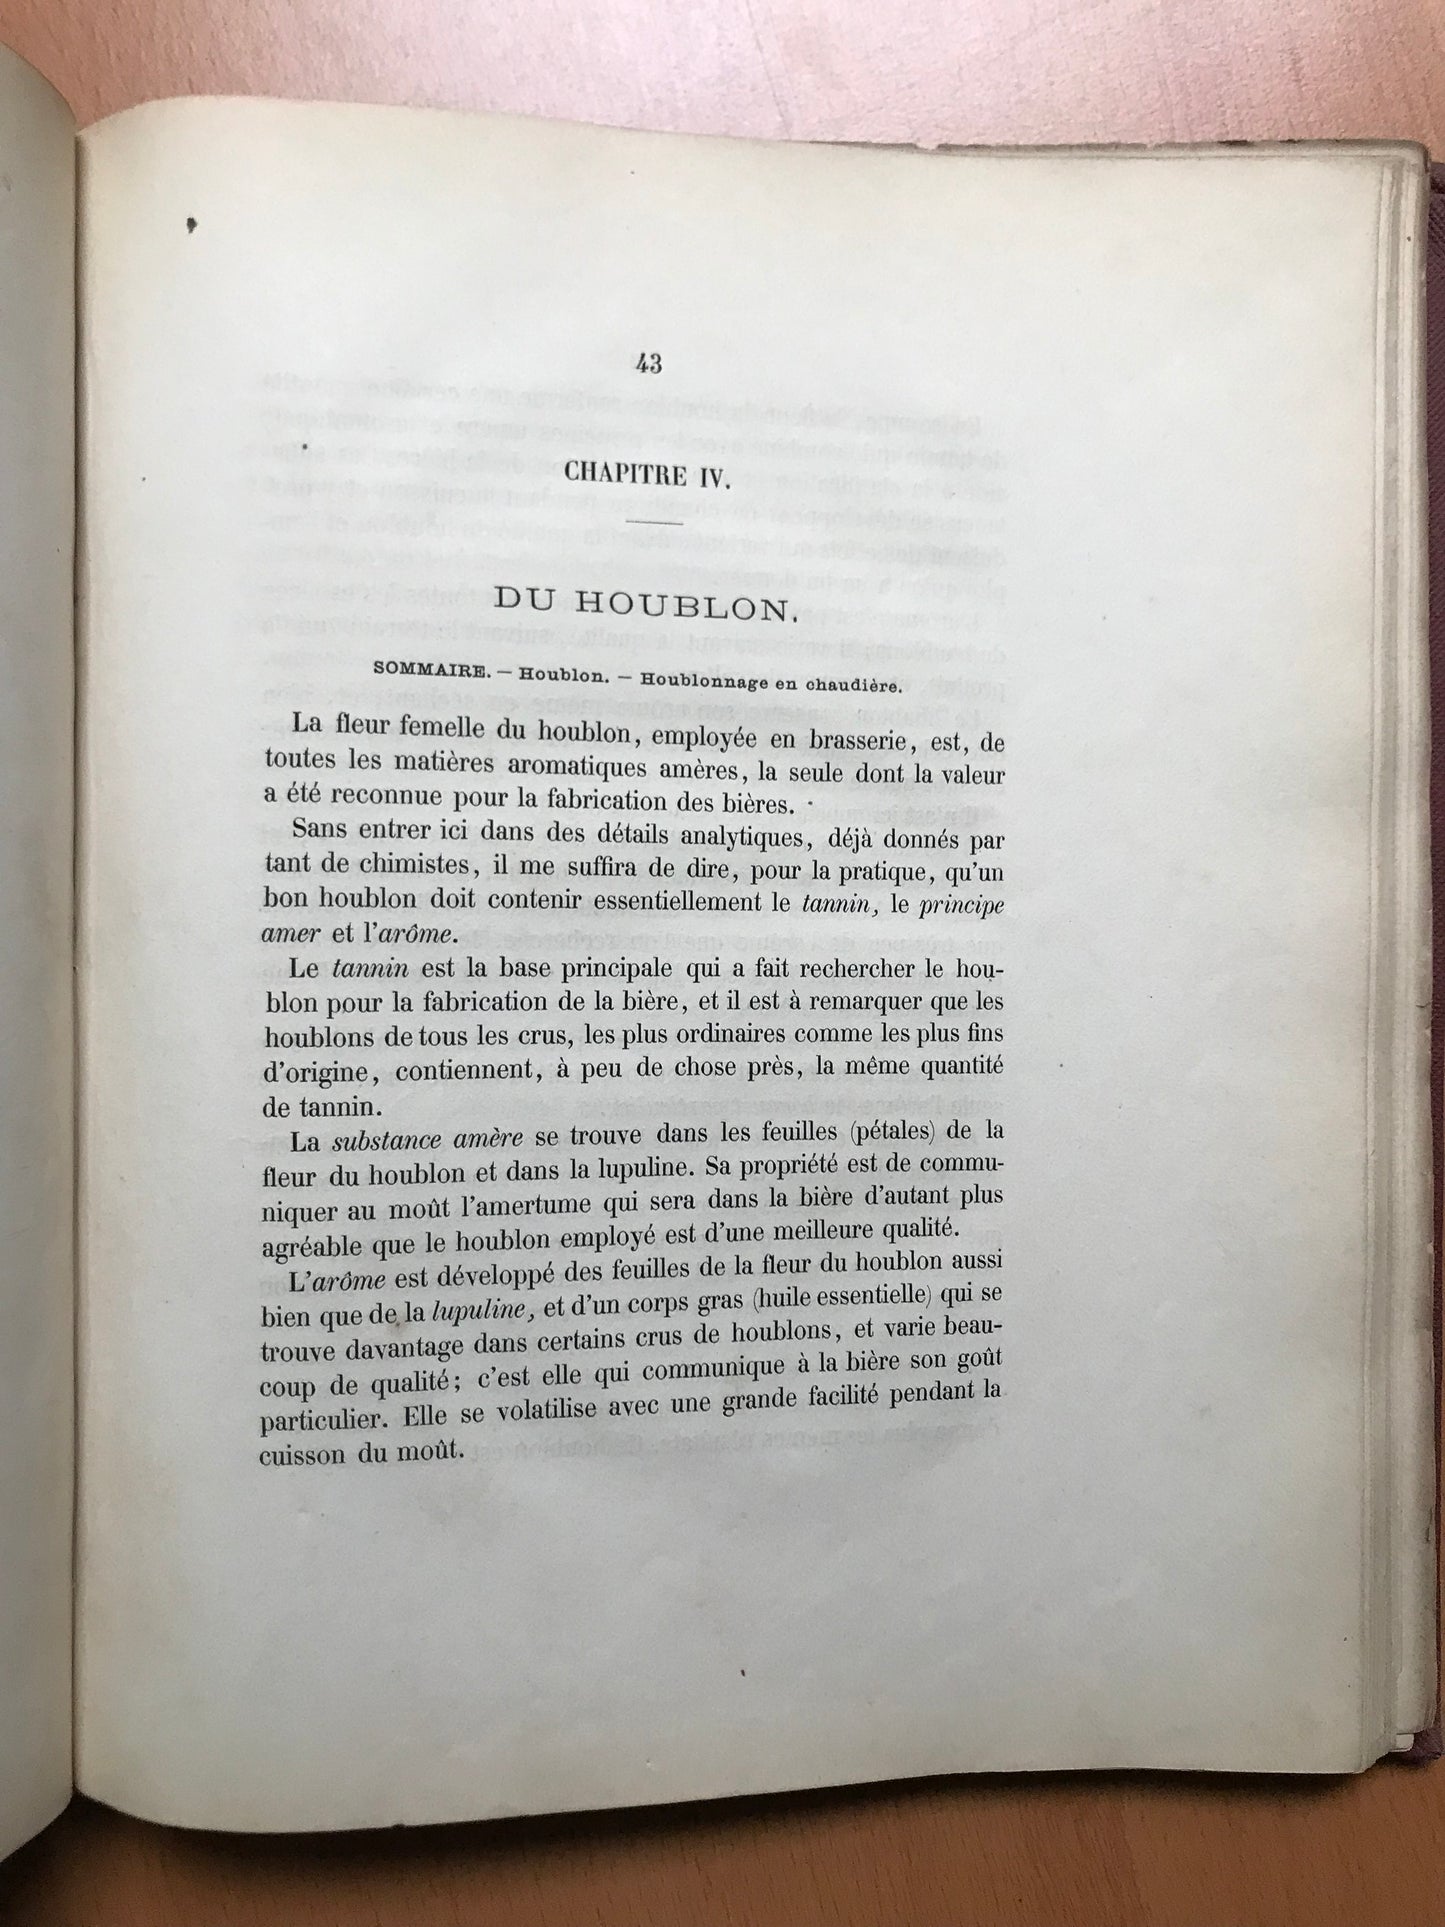 43
CHAPITRE IV.
DU HOUBLON.
SOMMAIRE. — Houblon. — Houblonnage en chaudière.
La fleur femelle du houblon, employée en brasserie, est, de
toutes les matières aromatiques amères, la seule dont la valeur
a été reconnue pour la fabrication des bières.
Sans entrer ici dans des détails analytiques, déjà donnés par
tant de chimistes, il me suffira de dire, pour la pratique, qu'un
bon houblon doit contenir essentiellement le tannin, le principe
amer et l'arôme.
Le tannin est la base principale qui a fait rechercher le hou-
blon pour la fabrication de la bière, et il est à remarquer que les
houblons de tous les crus, les plus ordinaires comme les plus fins
d'origine, contiennent, à peu de chose près, la même quantité
de tannin.
La substance amère se trouve dans les feuilles (pétales) de la
fleur du houblon et dans la lupuline. Sa propriété est de commu-
niquer au moût l'amertume qui sera dans la bière d'autant plus
agréable que le houblon employé est d'une meilleure qualité.
L'arôme est développé des feuilles de la fleur du houblon aussi
bien que de la lupuline, et d'un corps gras (huile essentielle) qui se
trouve davantage dans certains crus de houblons, et varie beau-
coup de qualité; c'est elle qui communique à la bière son goût
particulier. Elle se volatilise avec une grande facilité pendant la
cuisson du moût.